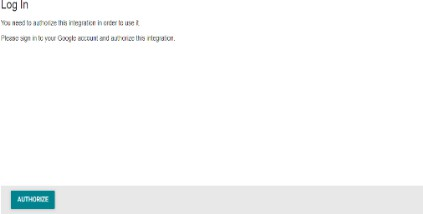 Log In
You need to authorize this integration in order to use it.
Please sign in to your Google account and authorize this integration.
AUTHORIZE